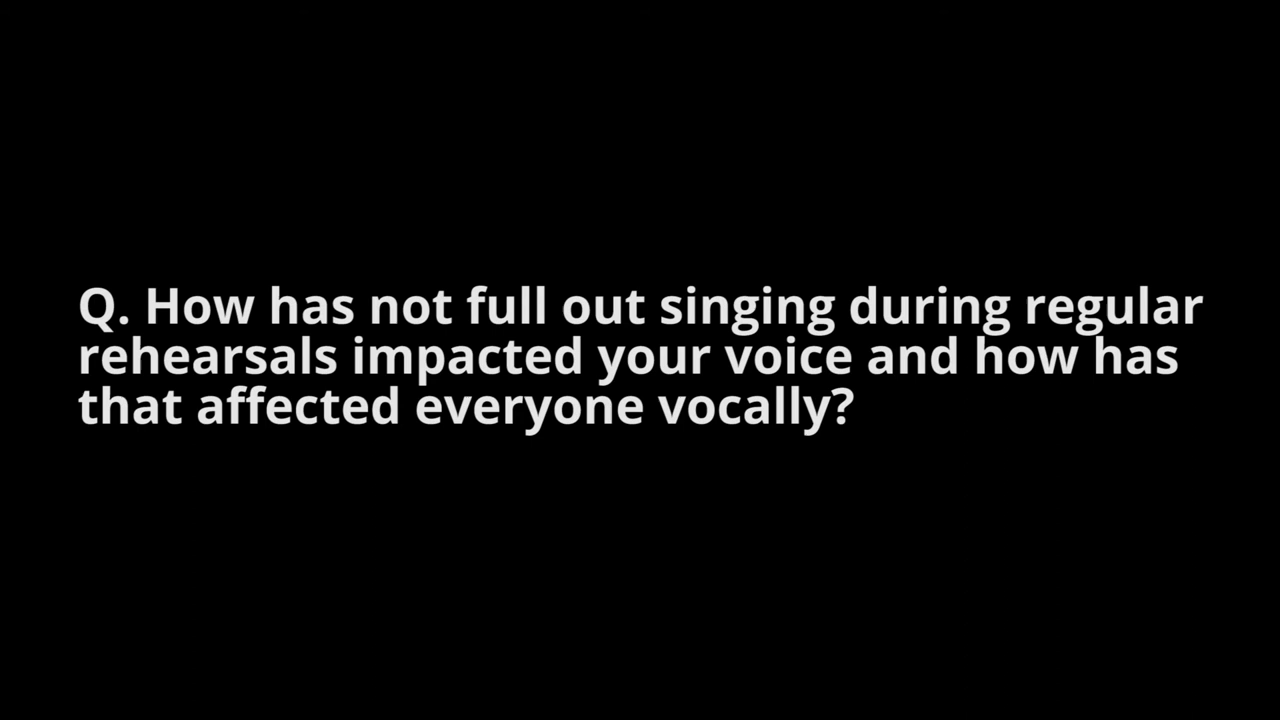 Q. How has not full out singing during regular
rehearsals impacted your voice and how has
that affected everyone vocally?